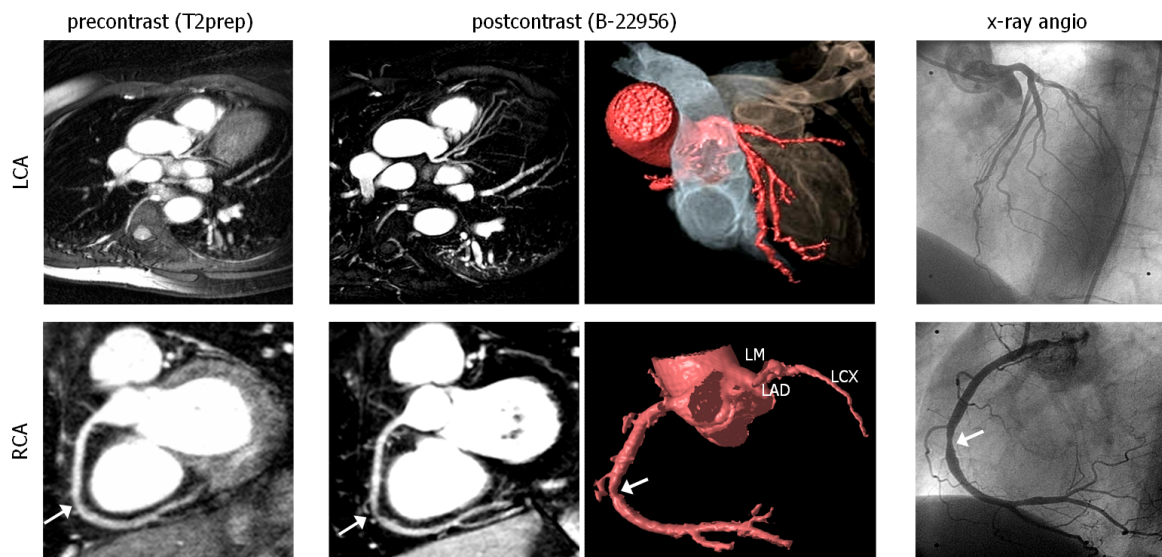 precontrast (T2prep)
postcontrast (B-22956)
x-ray angio
LCA
RCA
LM
LAD
LCX